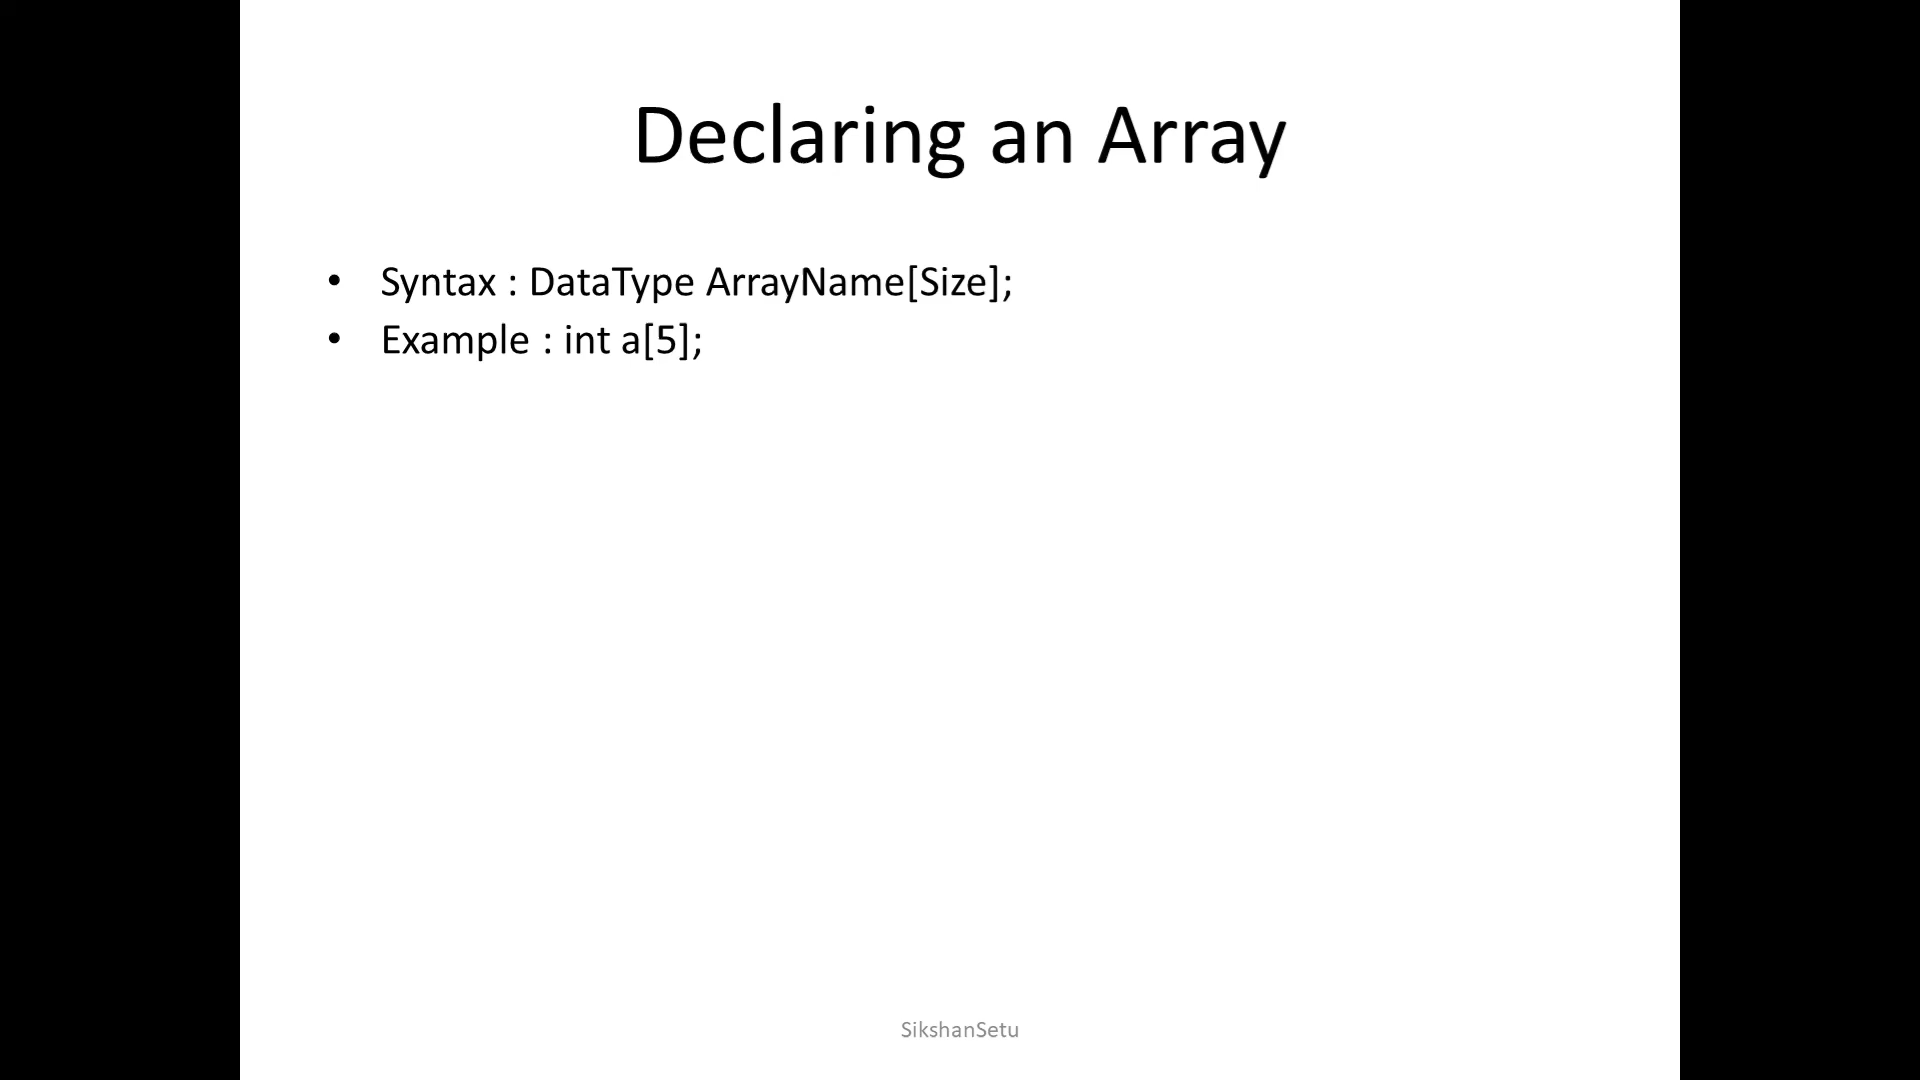 Declaring an Array
• Syntax : DataType ArrayName[Size];
• Example : int a[5];
SikshanSetu